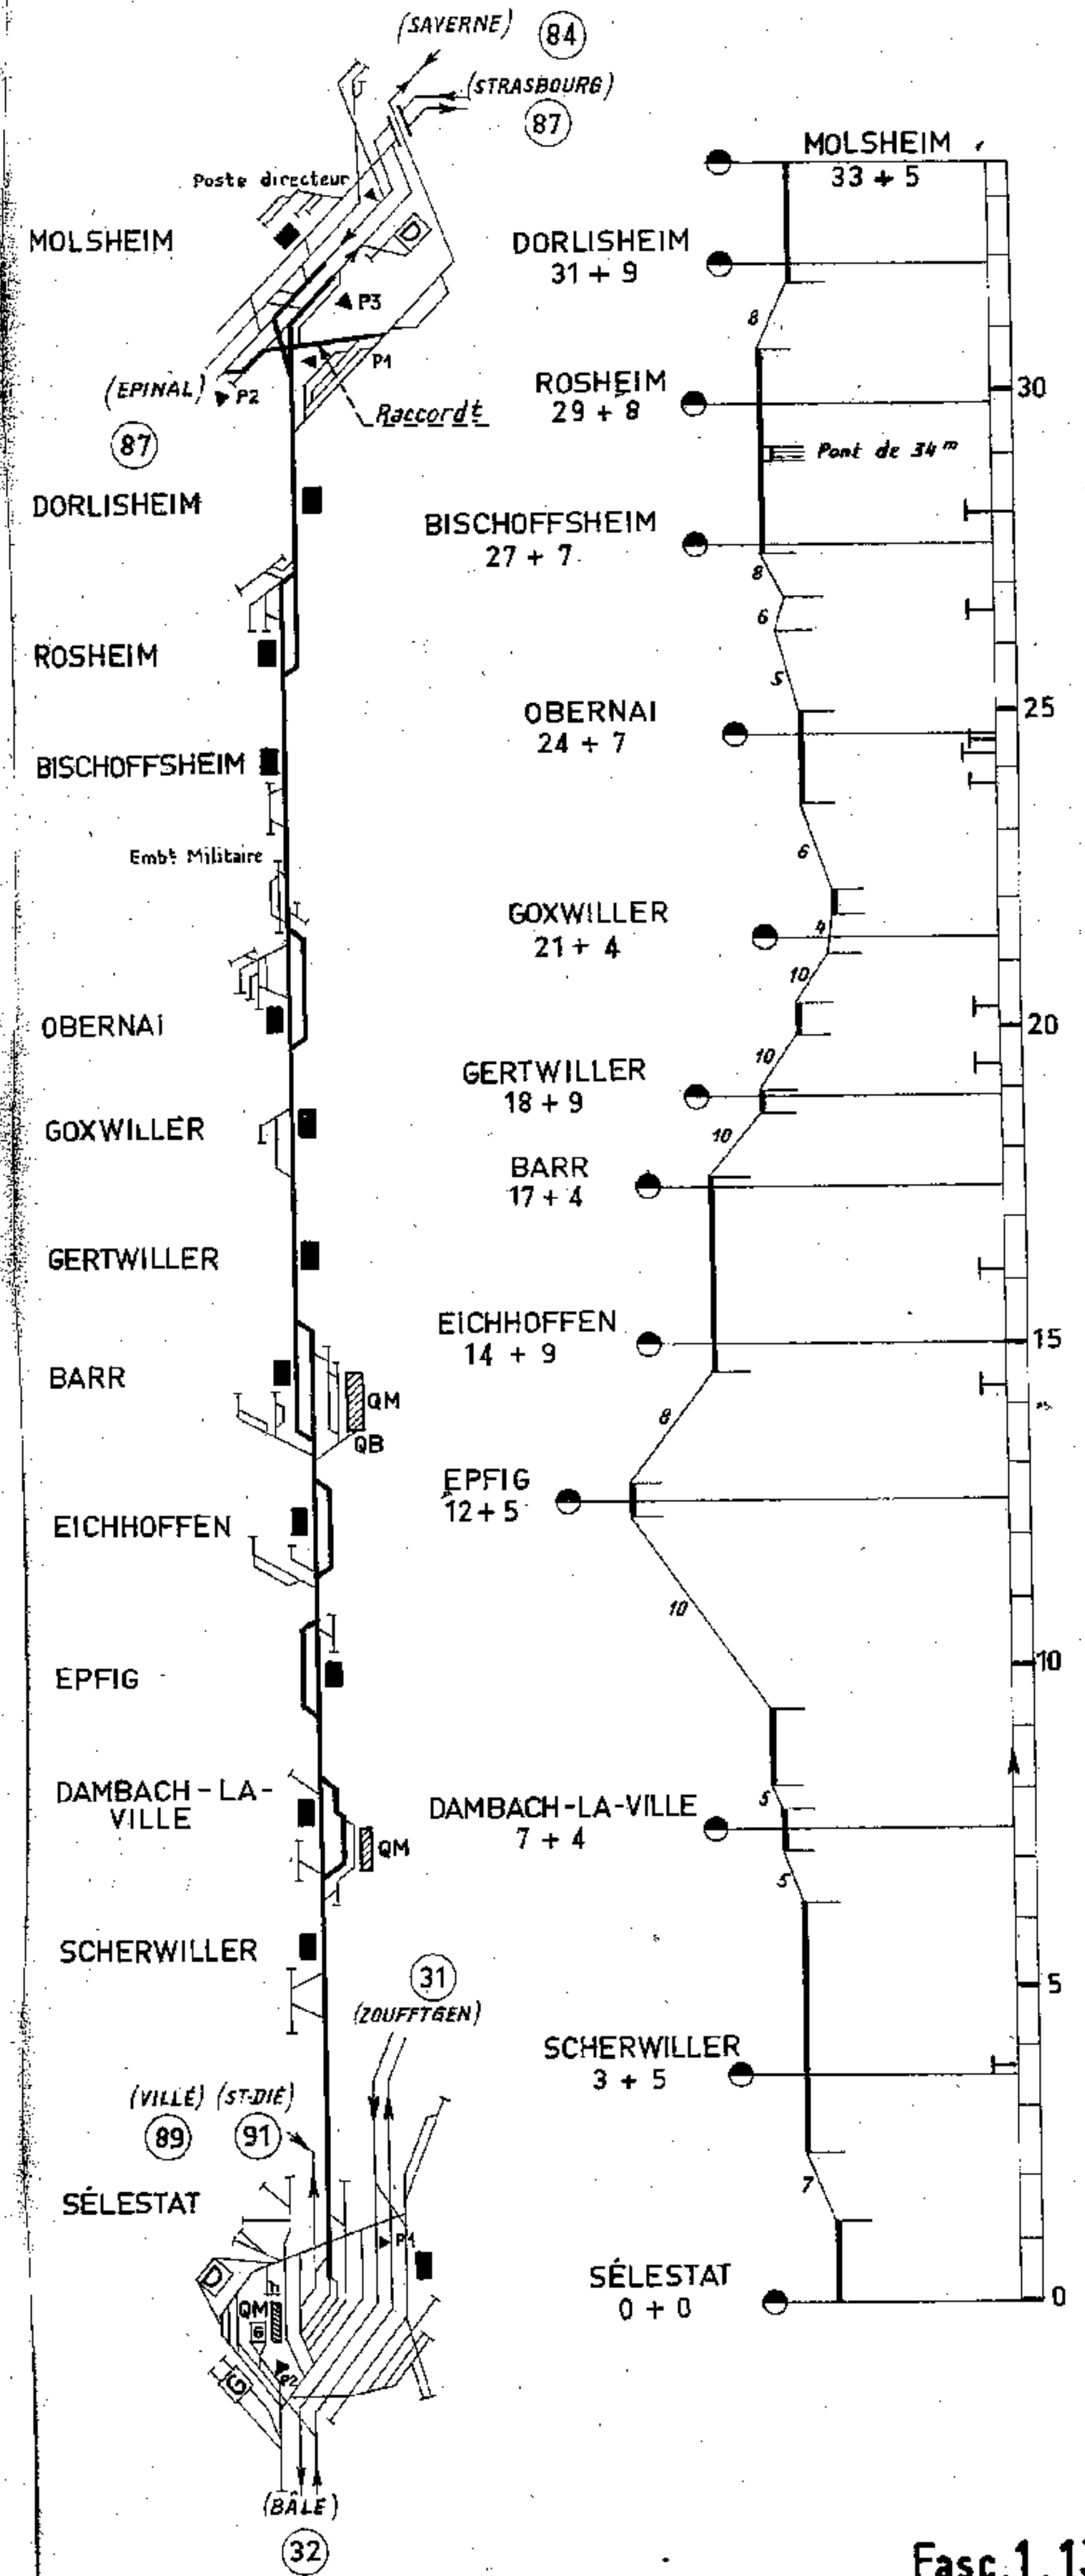 (SAVERNE) 84
(STRASBOURG)
87
Poste directeur
MOLSHEIM
D
P3
P1
(EPINAL) P2
87
Raccordt
DORLISHEIM
ROSHEIM
BISCHOFFSHEIM
Embt Militaire
OBERNAI
GOXWILLER
GERTWILLER
BARR
QM
QB
EICHHOFFEN
EPFIG
DAMBACH-LA-
VILLE
QM
SCHERWILLER
31
(ZOUFFTGEN)
(VILLÉ) (ST-DIÉ)
89 91
SÉLESTAT
P1
D
QM
6
P2
G
(BÂLE)
32
MOLSHEIM
33 + 5
DORLISHEIM
31 + 9
8
ROSHEIM
29 + 8
30
Pont de 34 m
BISCHOFFSHEIM
27 + 7
8
6
5
25
OBERNAI
24 + 7
6
GOXWILLER
21 + 4
4
10
20
10
GERTWILLER
18 + 9
10
BARR
17 + 4
EICHHOFFEN
14 + 9
15
8
EPFIG
12 + 5
10
10
5
DAMBACH-LA-VILLE
7 + 4
5
5
SCHERWILLER
3 + 5
7
SÉLESTAT
0 + 0
0
Fasc. 1. 1